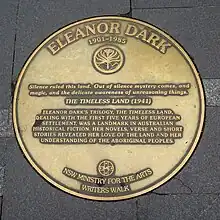 ELEANOR DARK
1901-1985
Silence ruled this land. Out of silence mystery comes, and
magic, and the delicate awareness of unreasoning things.
THE TIMELESS LAND (1941)
ELEANOR DARK'S TRILOGY, THE TIMELESS LAND,
DEALING WITH THE FIRST FIVE YEARS OF EUROPEAN
SETTLEMENT, WAS A LANDMARK IN AUSTRALIAN
HISTORICAL FICTION. HER NOVELS, VERSE AND SHORT
STORIES REVEALED HER LOVE OF THE LAND AND HER
UNDERSTANDING OF THE ABORIGINAL PEOPLES
NSW MINISTRY FOR THE ARTS
WRITERS WALK